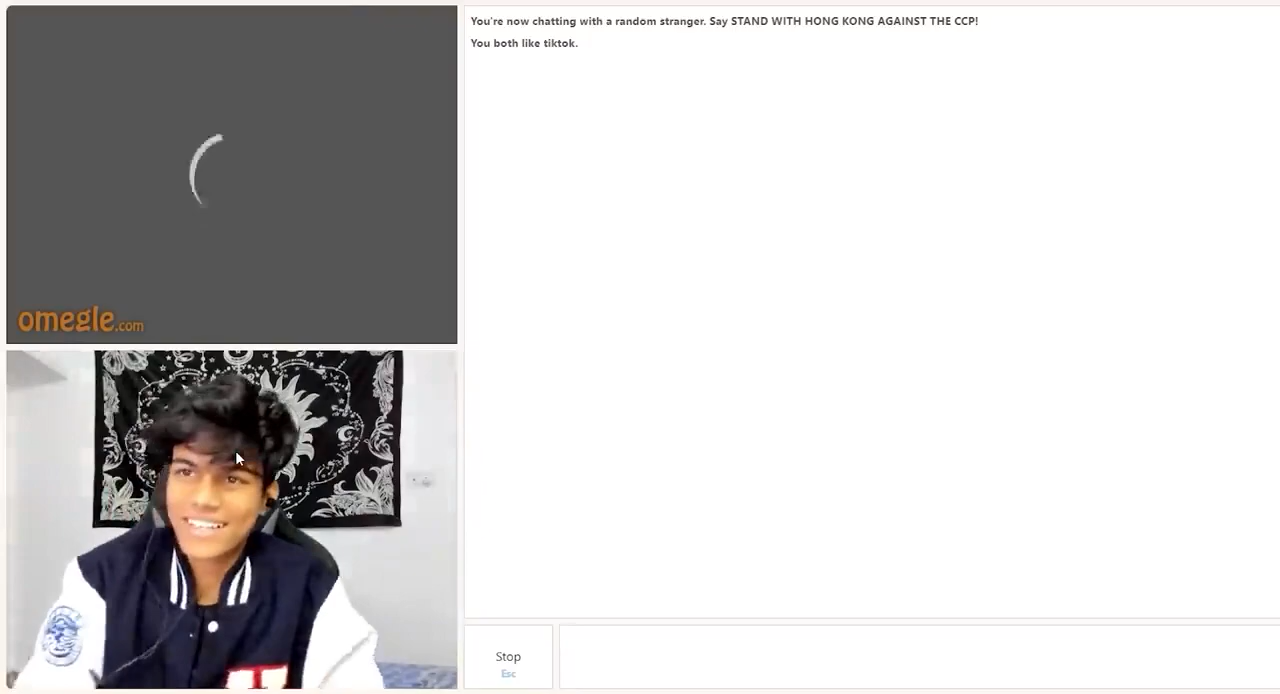 You're now chatting with a random stranger. Say STAND WITH HONG KONG AGAINST THE CCP!
You both like tiktok.
omegle.com
Stop
Esc